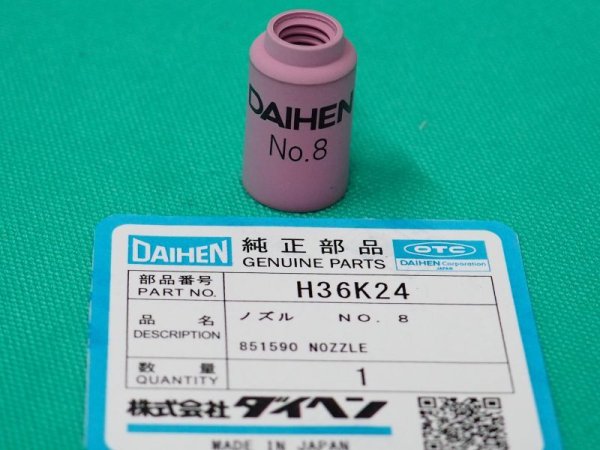 DAIHEN
No.8
DAIHEN 純正部品 OTC
GENUINE PARTS DAIHEN Corporation
JAPAN
部品番号 H36K24
PART NO.
品名 ノズル NO. 8
DESCRIPTION
851590 NOZZLE
数量 1
QUANTITY
株式会社ダイヘン
MADE IN JAPAN